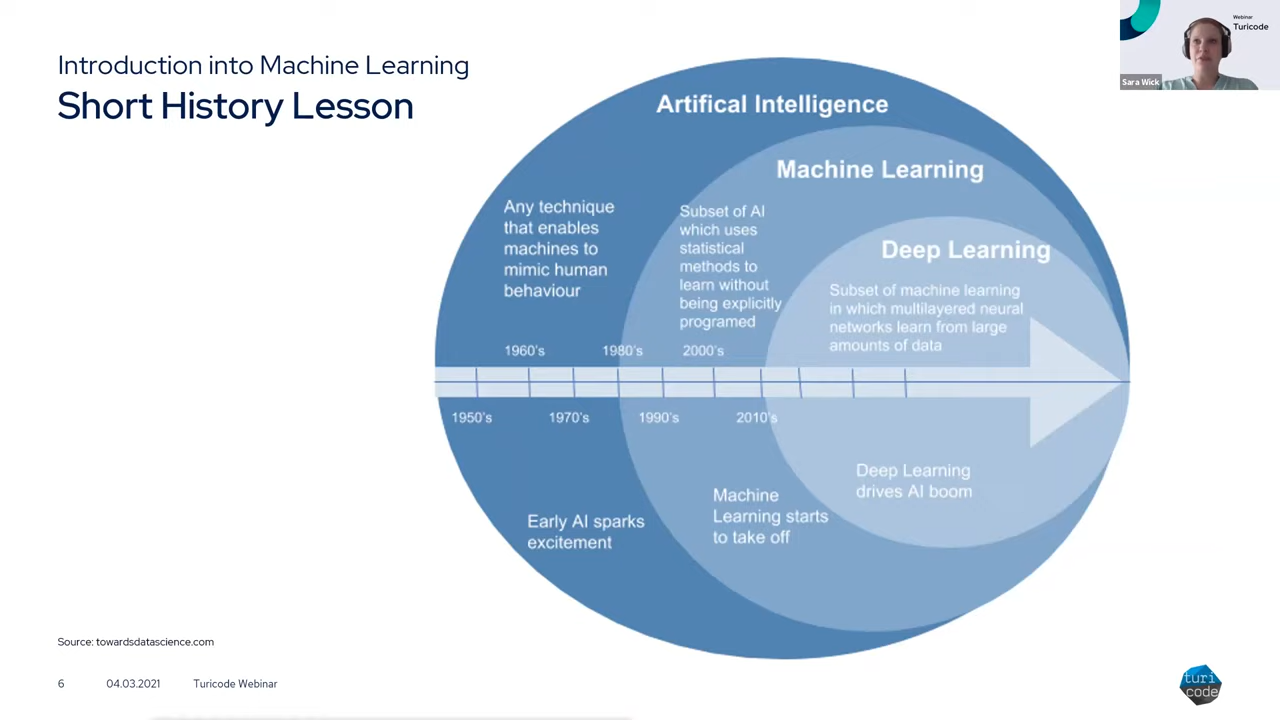 Introduction into Machine Learning
Short History Lesson
Webinar
Turicode
Sara Wick
Artifical Intelligence
Machine Learning
Deep Learning
Any technique
that enables
machines to
mimic human
behaviour
Subset of AI
which uses
statistical
methods to
learn without
being explicitly
programed
Subset of machine learning
in which multilayered neural
networks learn from large
amounts of data
1960's
1980's
2000's
1950's
1970's
1990's
2010's
Early AI sparks
excitement
Machine
Learning starts
to take off
Deep Learning
drives AI boom
Source: towardsdatascience.com
6
04.03.2021
Turicode Webinar
turi
code